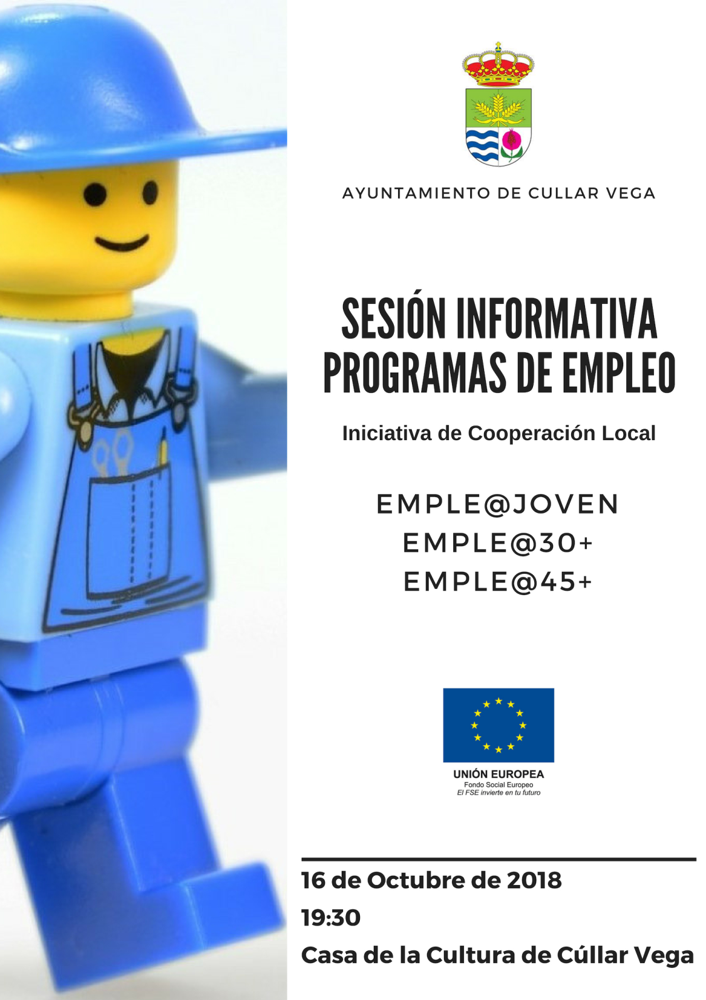 AYUNTAMIENTO DE CULLAR VEGA
SESIÓN INFORMATIVA
PROGRAMAS DE EMPLEO
Iniciativa de Cooperación Local
EMPLE@JOVEN
EMPLE@30+
EMPLE@45+
UNIÓN EUROPEA
Fondo Social Europeo
El FSE invierte en tu futuro
16 de Octubre de 2018
19:30
Casa de la Cultura de Cúllar Vega